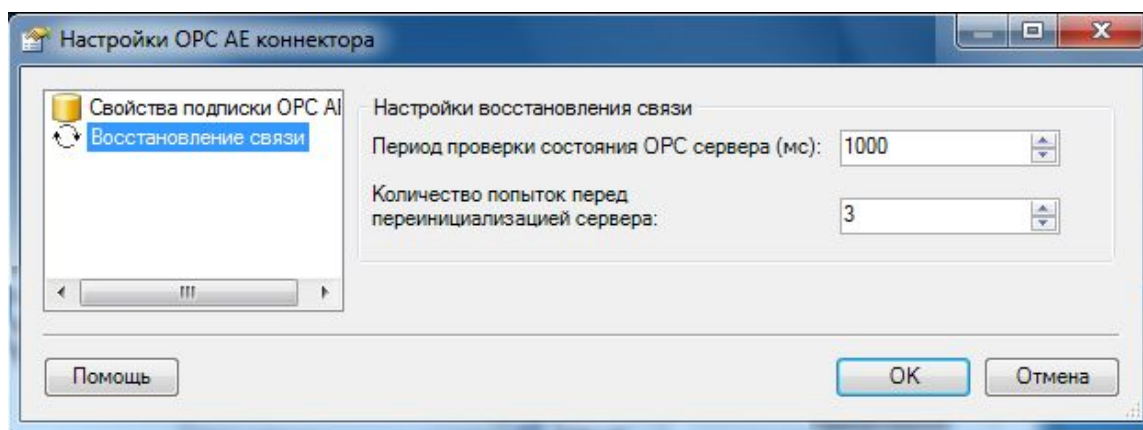 Настройки OPC AE коннектора
Свойства подписки OPC AE
Восстановление связи
Настройки восстановления связи
Период проверки состояния OPC сервера (мс):
1000
Количество попыток перед
переинициализацией сервера:
3
Помощь
OK
Отмена